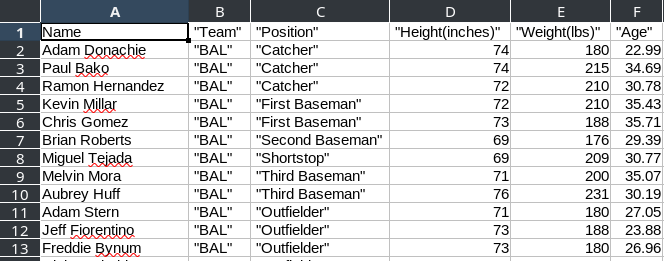 A B C D E F
1 Name "Team" "Position" "Height(inches)" "Weight(lbs)" "Age"
2 Adam Donachie "BAL" "Catcher" 74 180 22.99
3 Paul Bako "BAL" "Catcher" 74 215 34.69
4 Ramon Hernandez "BAL" "Catcher" 72 210 30.78
5 Kevin Millar "BAL" "First Baseman" 72 210 35.43
6 Chris Gomez "BAL" "First Baseman" 73 188 35.71
7 Brian Roberts "BAL" "Second Baseman" 69 176 29.39
8 Miguel Tejada "BAL" "Shortstop" 69 209 30.77
9 Melvin Mora "BAL" "Third Baseman" 71 200 35.07
10 Aubrey Huff "BAL" "Third Baseman" 76 231 30.19
11 Adam Stern "BAL" "Outfielder" 71 180 27.05
12 Jeff Fiorentino "BAL" "Outfielder" 73 188 23.88
13 Freddie Bynum "BAL" "Outfielder" 73 180 26.96